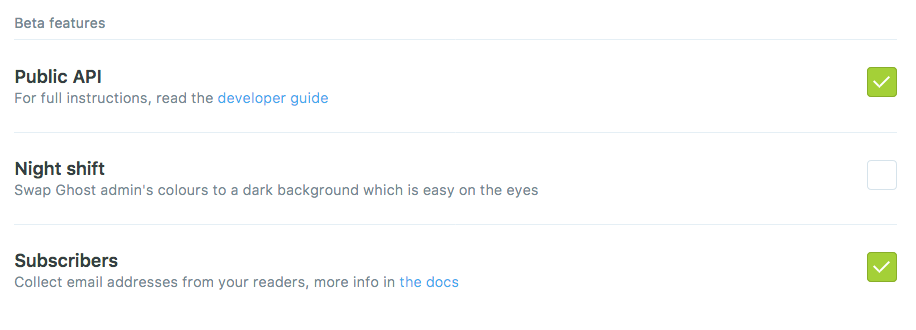 Beta features
Public API
For full instructions, read the developer guide
Night shift
Swap Ghost admin's colours to a dark background which is easy on the eyes
Subscribers
Collect email addresses from your readers, more info in the docs